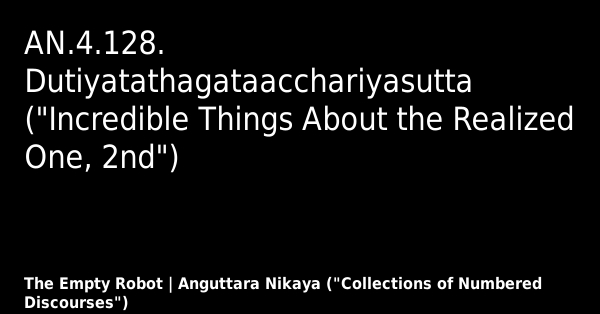 AN.4.128.
Dutiyatathagataacchariyasutta
("Incredible Things About the Realized
One, 2nd")
The Empty Robot | Anguttara Nikaya ("Collections of Numbered
Discourses")